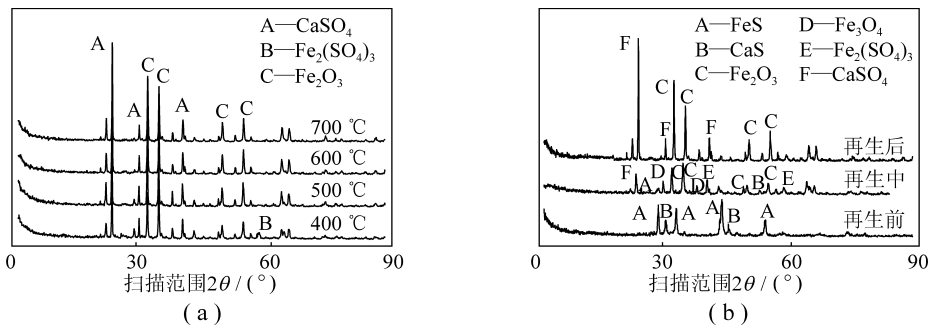 A—CaSO₄
B—Fe₂(SO₄)₃
C—Fe₂O₃
A
C
C
A
A
C
C
700 ℃
600 ℃
500 ℃
400 ℃
B
0
30
60
90
扫描范围2θ / (°)
( a )
A—FeS
D—Fe₃O₄
B—CaS
E—Fe₂(SO₄)₃
C—Fe₂O₃
F—CaSO₄
F
C
C
F
F
C
C
再生后
F
A
D
C
C
D
E
C
B
C
E
再生中
A
B
A
A
B
A
再生前
0
30
60
90
扫描范围2θ / (°)
( b )